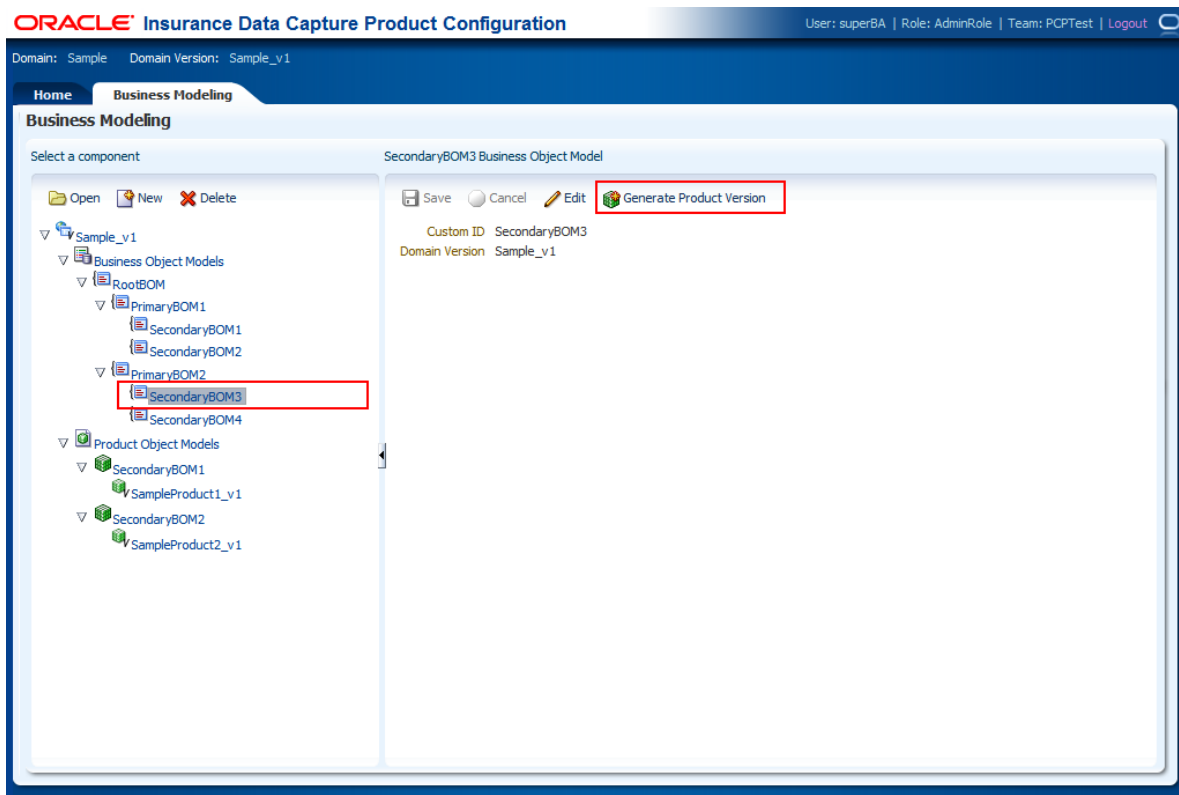 ORACLE Insurance Data Capture Product Configuration
User: superBA | Role: AdminRole | Team: PCPTest | Logout
Domain: Sample Domain Version: Sample_v1
Home Business Modeling
Business Modeling
Select a component
Open New Delete
Sample_v1
Business Object Models
RootBOM
PrimaryBOM1
SecondaryBOM1
SecondaryBOM2
PrimaryBOM2
SecondaryBOM3
SecondaryBOM4
Product Object Models
SecondaryBOM1
SampleProduct1_v1
SecondaryBOM2
SampleProduct2_v1
SecondaryBOM3 Business Object Model
Save Cancel Edit Generate Product Version
Custom ID SecondaryBOM3
Domain Version Sample_v1